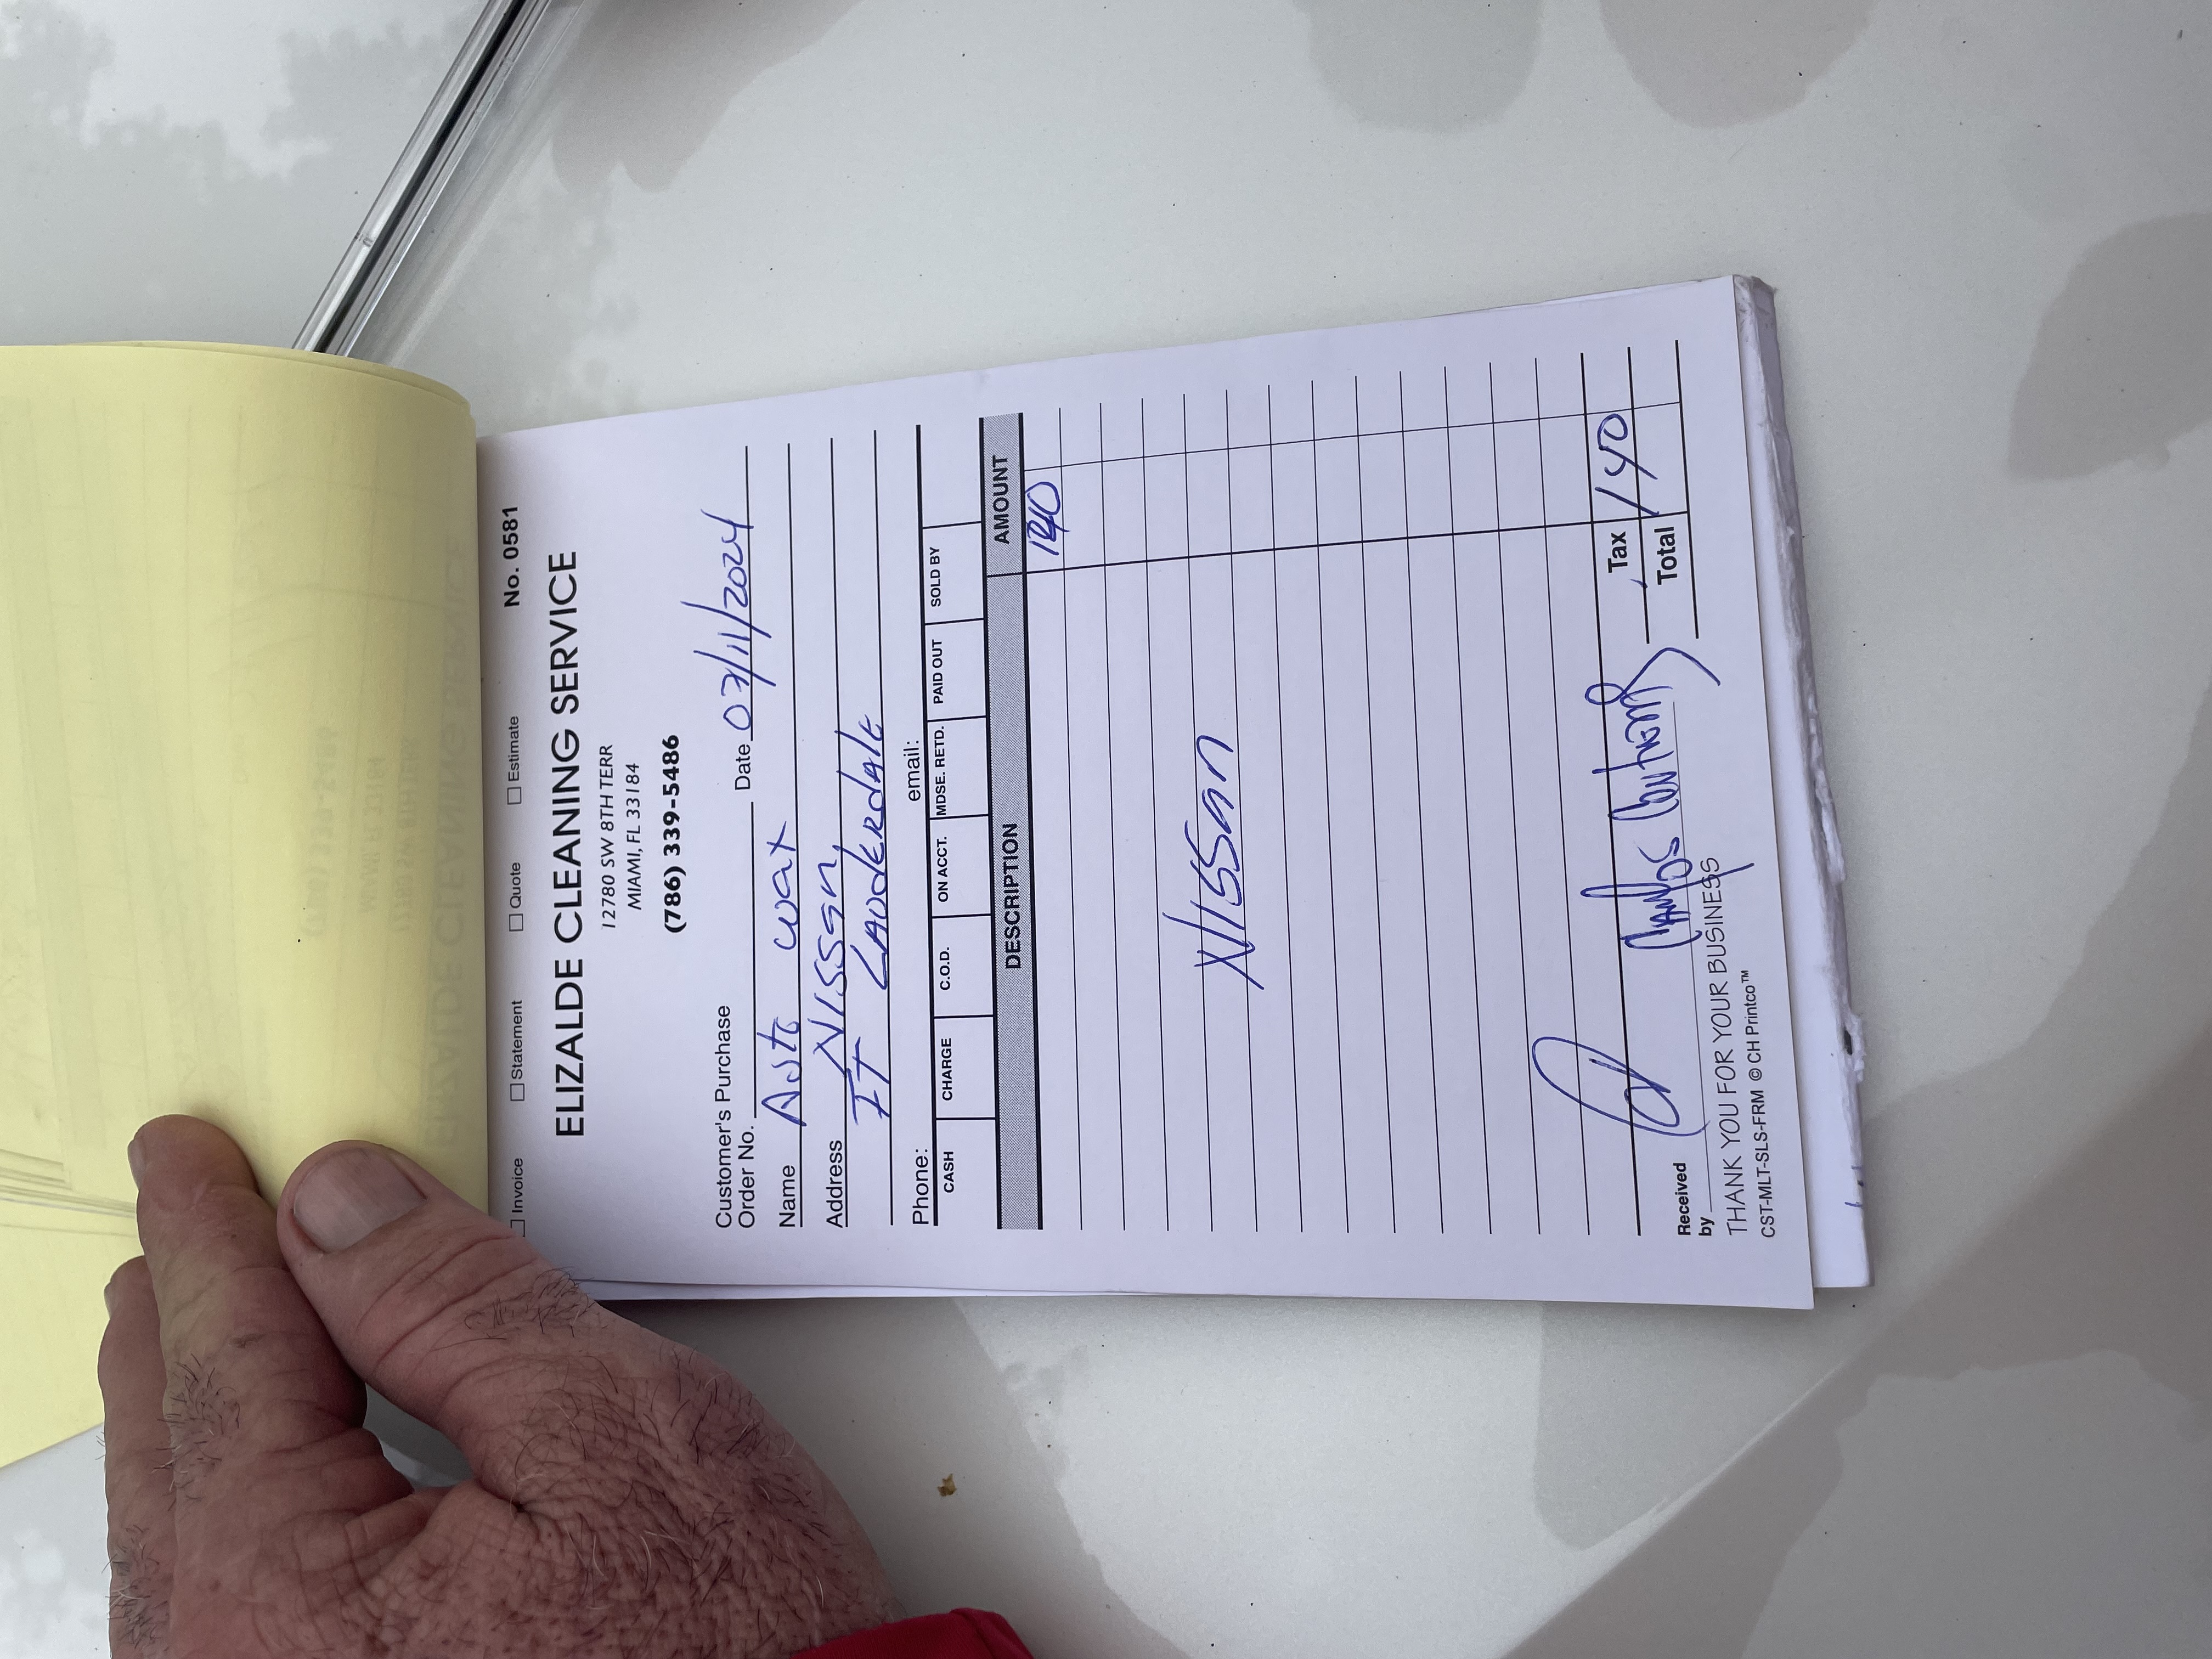 ☐ Invoice ☐ Statement ☐ Quote ☐ Estimate No. 0581
ELIZALDE CLEANING SERVICE
12780 SW 8TH TERR
MIAMI, FL 33184
(786) 339-5486
Customer's Purchase
Order No. Date 07/11/2024
Name Auto wax
Address Nissan
FT LAUDERdAlE
Phone: email:
CASH CHARGE C.O.D. ON ACCT. MDSE. RETD. PAID OUT SOLD BY
DESCRIPTION AMOUNT
140
Nissan
Tax 140
Total
Received
by
THANK YOU FOR YOUR BUSINESS
CST-MLT-SLS-FRM © CH Printco™